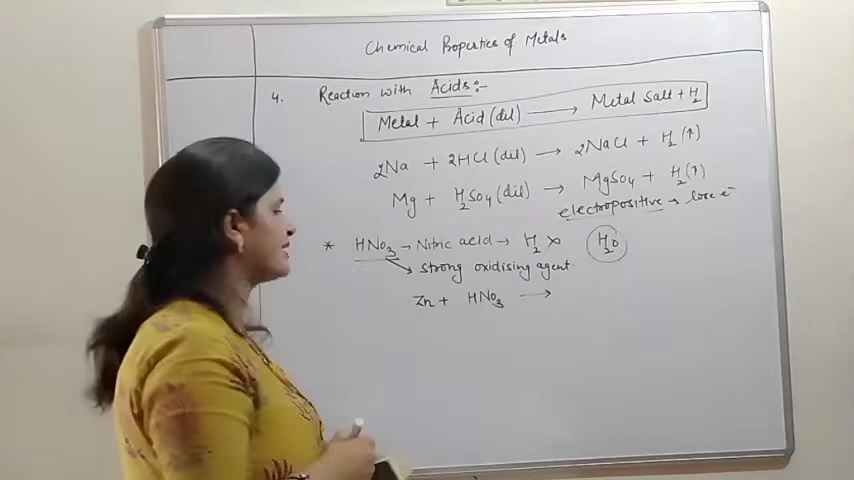 Chemical Properties of Metals
4. Reaction with Acids:-
Metal + Acid (dil) → Metal Salt + H₂
2Na + 2HCl (dil) → 2NaCl + H₂(↑)
Mg + H₂SO₄ (dil) → MgSO₄ + H₂(↑)
electropositive → lose e⁻
* HNO₃ → Nitric acid → H₂ × H₂O
→ strong oxidising agent.
Zn + HNO₃ →